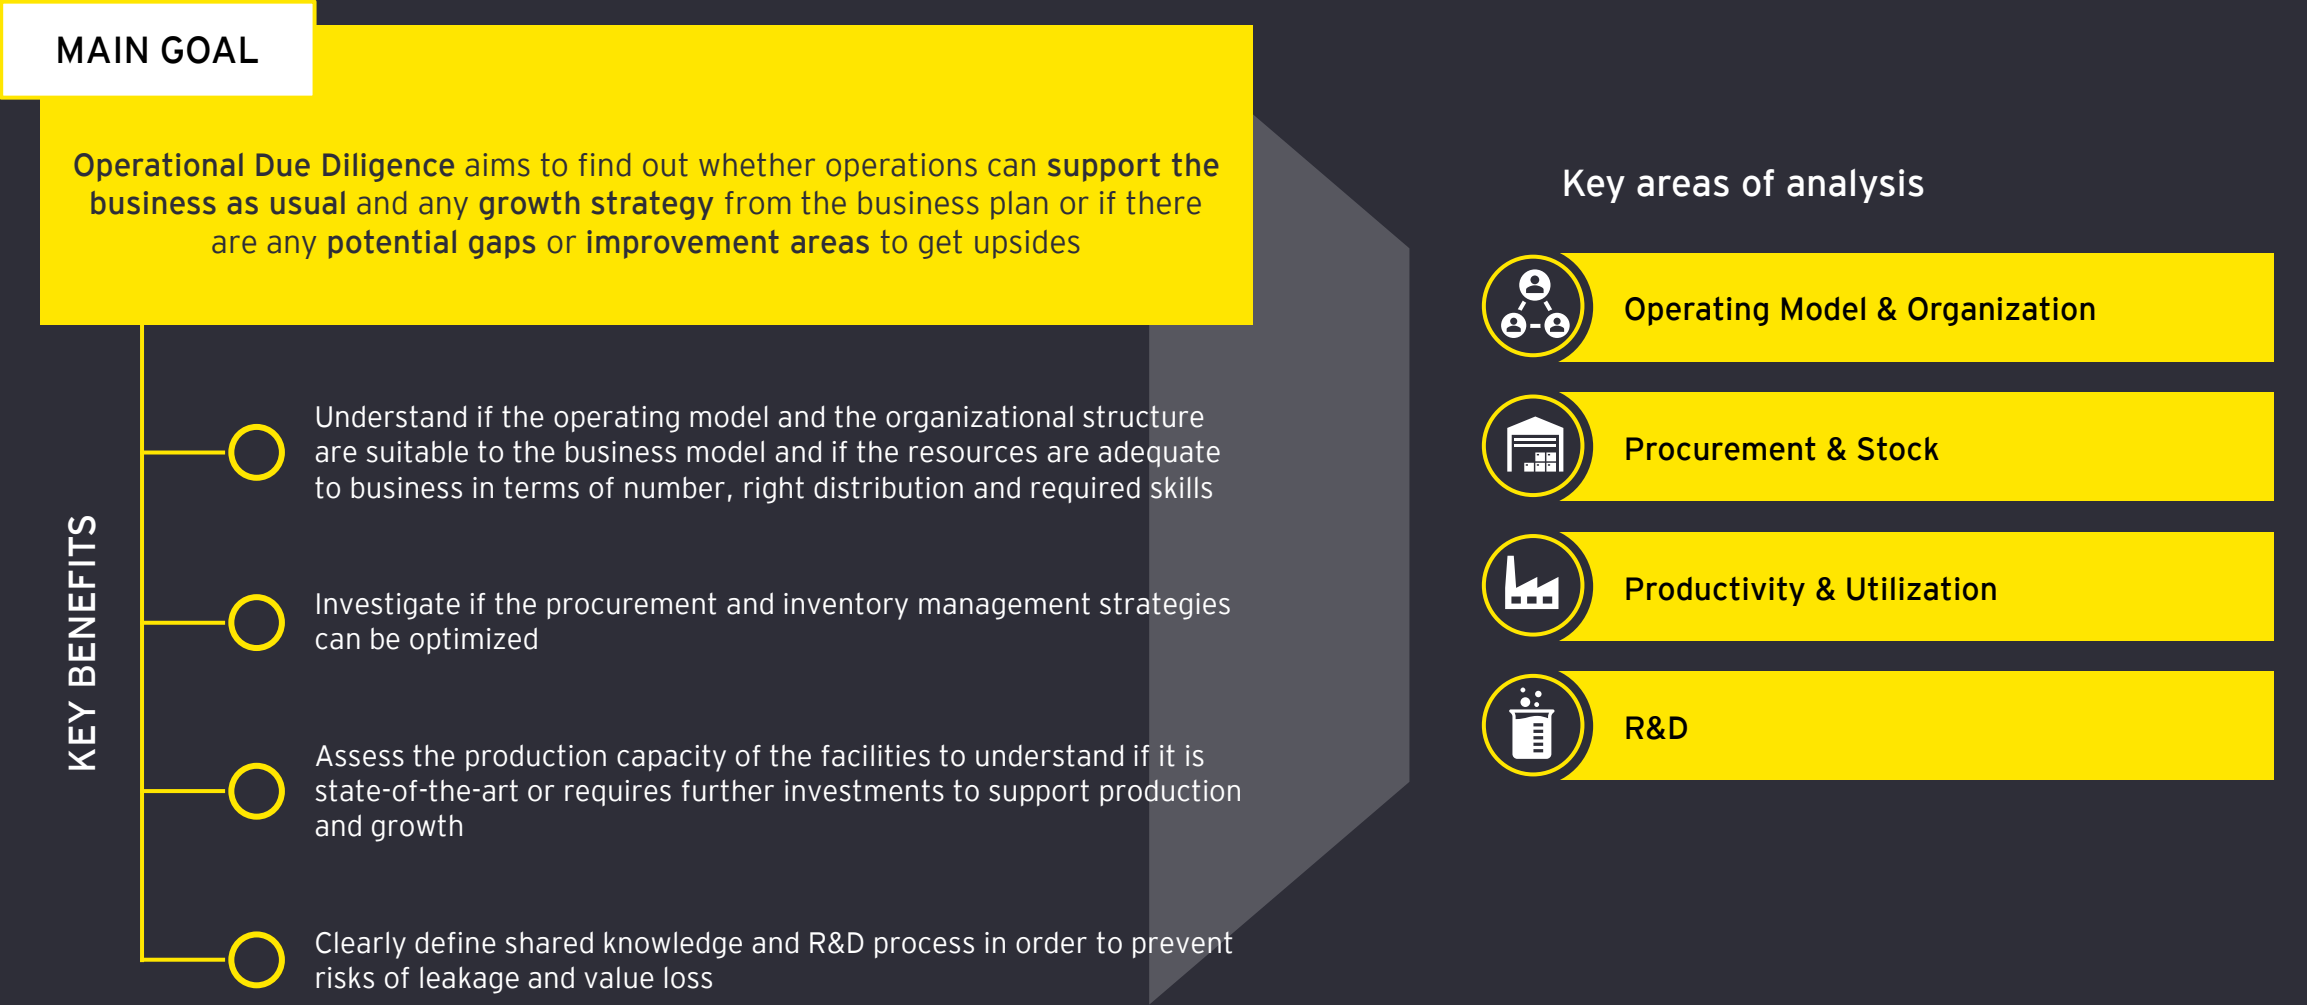 MAIN GOAL
Operational Due Diligence aims to find out whether operations can support the
business as usual and any growth strategy from the business plan or if there
are any potential gaps or improvement areas to get upsides
KEY BENEFITS
Understand if the operating model and the organizational structure
are suitable to the business model and if the resources are adequate
to business in terms of number, right distribution and required skills
Investigate if the procurement and inventory management strategies
can be optimized
Assess the production capacity of the facilities to understand if it is
state-of-the-art or requires further investments to support production
and growth
Clearly define shared knowledge and R&D process in order to prevent
risks of leakage and value loss
Key areas of analysis
Operating Model & Organization
Procurement & Stock
Productivity & Utilization
R&D